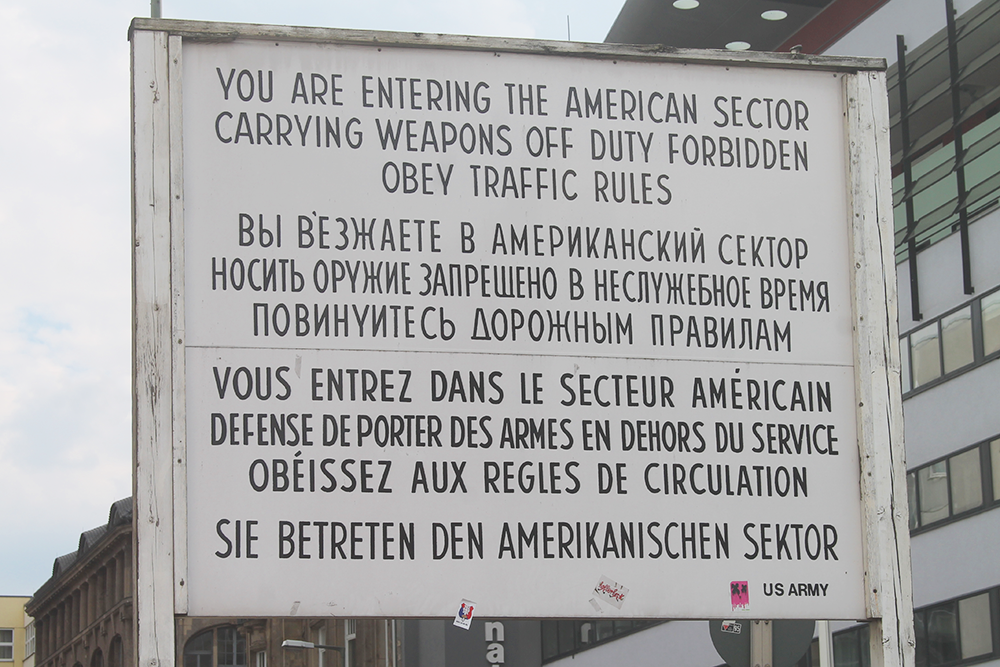 YOU ARE ENTERING THE AMERICAN SECTOR
CARRYING WEAPONS OFF DUTY FORBIDDEN
OBEY TRAFFIC RULES
ВЫ В'ЕЗЖАЕТЕ В АМЕРИКАНСКИЙ СЕКТОР
НОСИТЬ ОРУЖИЕ ЗАПРЕЩЕНО В НЕСЛУЖЕБНОЕ ВРЕМЯ
ПОВИНУИТЕСЬ ДОРОЖНЫМ ПРАВИЛАМ
VOUS ENTREZ DANS LE SECTEUR AMÉRICAIN
DEFENSE DE PORTER DES ARMES EN DEHORS DU SERVICE
OBÉISSEZ AUX REGLES DE CIRCULATION
SIE BETRETEN DEN AMERIKANISCHEN SEKTOR
US ARMY